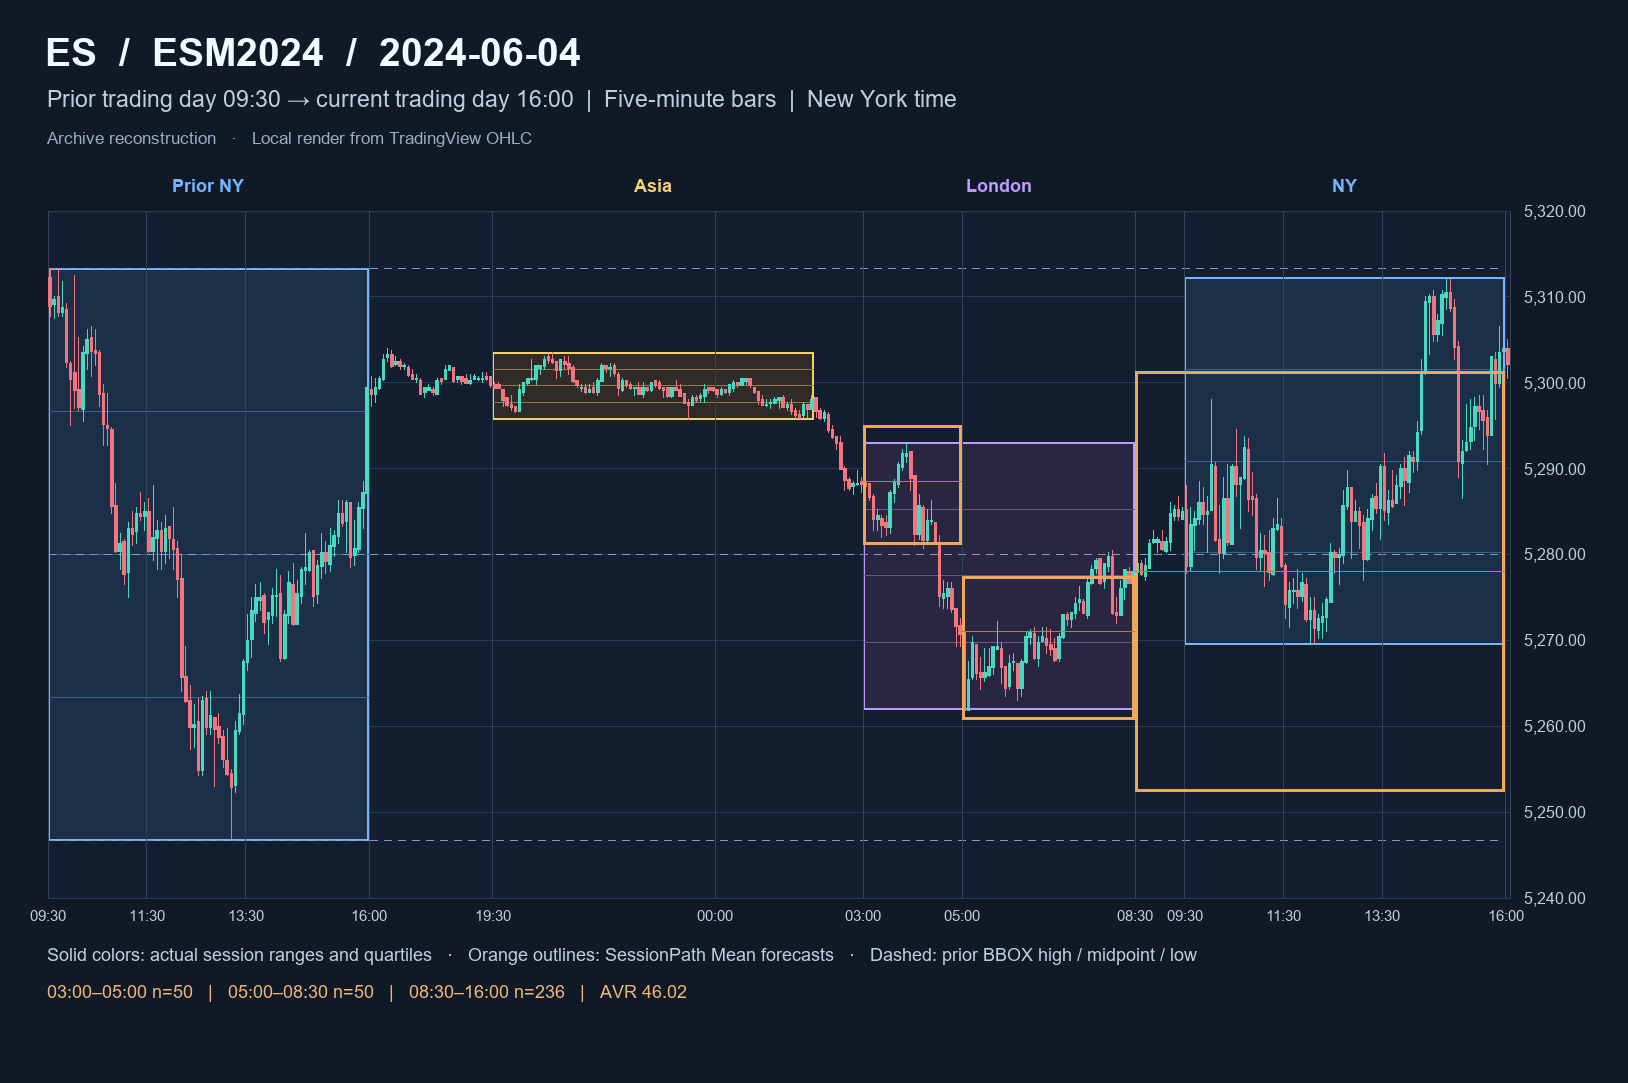 ES / ESM2024 / 2024-06-04
Prior trading day 09:30 → current trading day 16:00 | Five-minute bars | New York time
Archive reconstruction · Local render from TradingView OHLC
Prior NY Asia London NY
5,320.00
5,310.00
5,300.00
5,290.00
5,280.00
5,270.00
5,260.00
5,250.00
5,240.00
09:30 11:30 13:30 16:00 19:30 00:00 03:00 05:00 08:30 09:30 11:30 13:30 16:00
Solid colors: actual session ranges and quartiles · Orange outlines: SessionPath Mean forecasts · Dashed: prior BBOX high / midpoint / low
03:00–05:00 n=50 | 05:00–08:30 n=50 | 08:30–16:00 n=236 | AVR 46.02